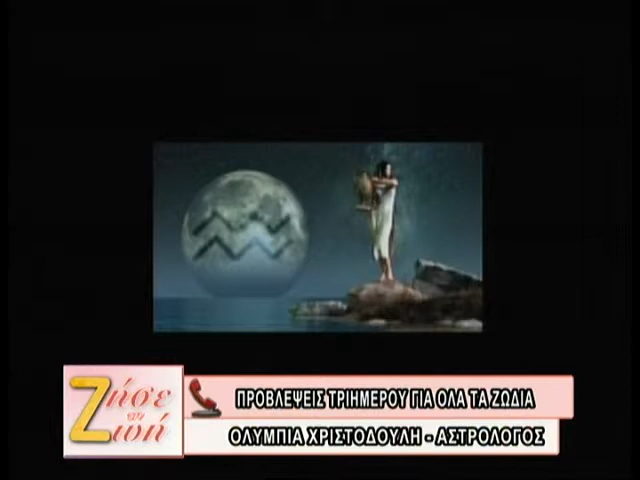 Ζήσε
τη
Ζωή
ΠΡΟΒΛΕΨΕΙΣ ΤΡΙΗΜΕΡΟΥ ΓΙΑ ΟΛΑ ΤΑ ΖΩΔΙΑ
ΟΛΥΜΠΙΑ ΧΡΙΣΤΟΔΟΥΛΗ - ΑΣΤΡΟΛΟΓΟΣ